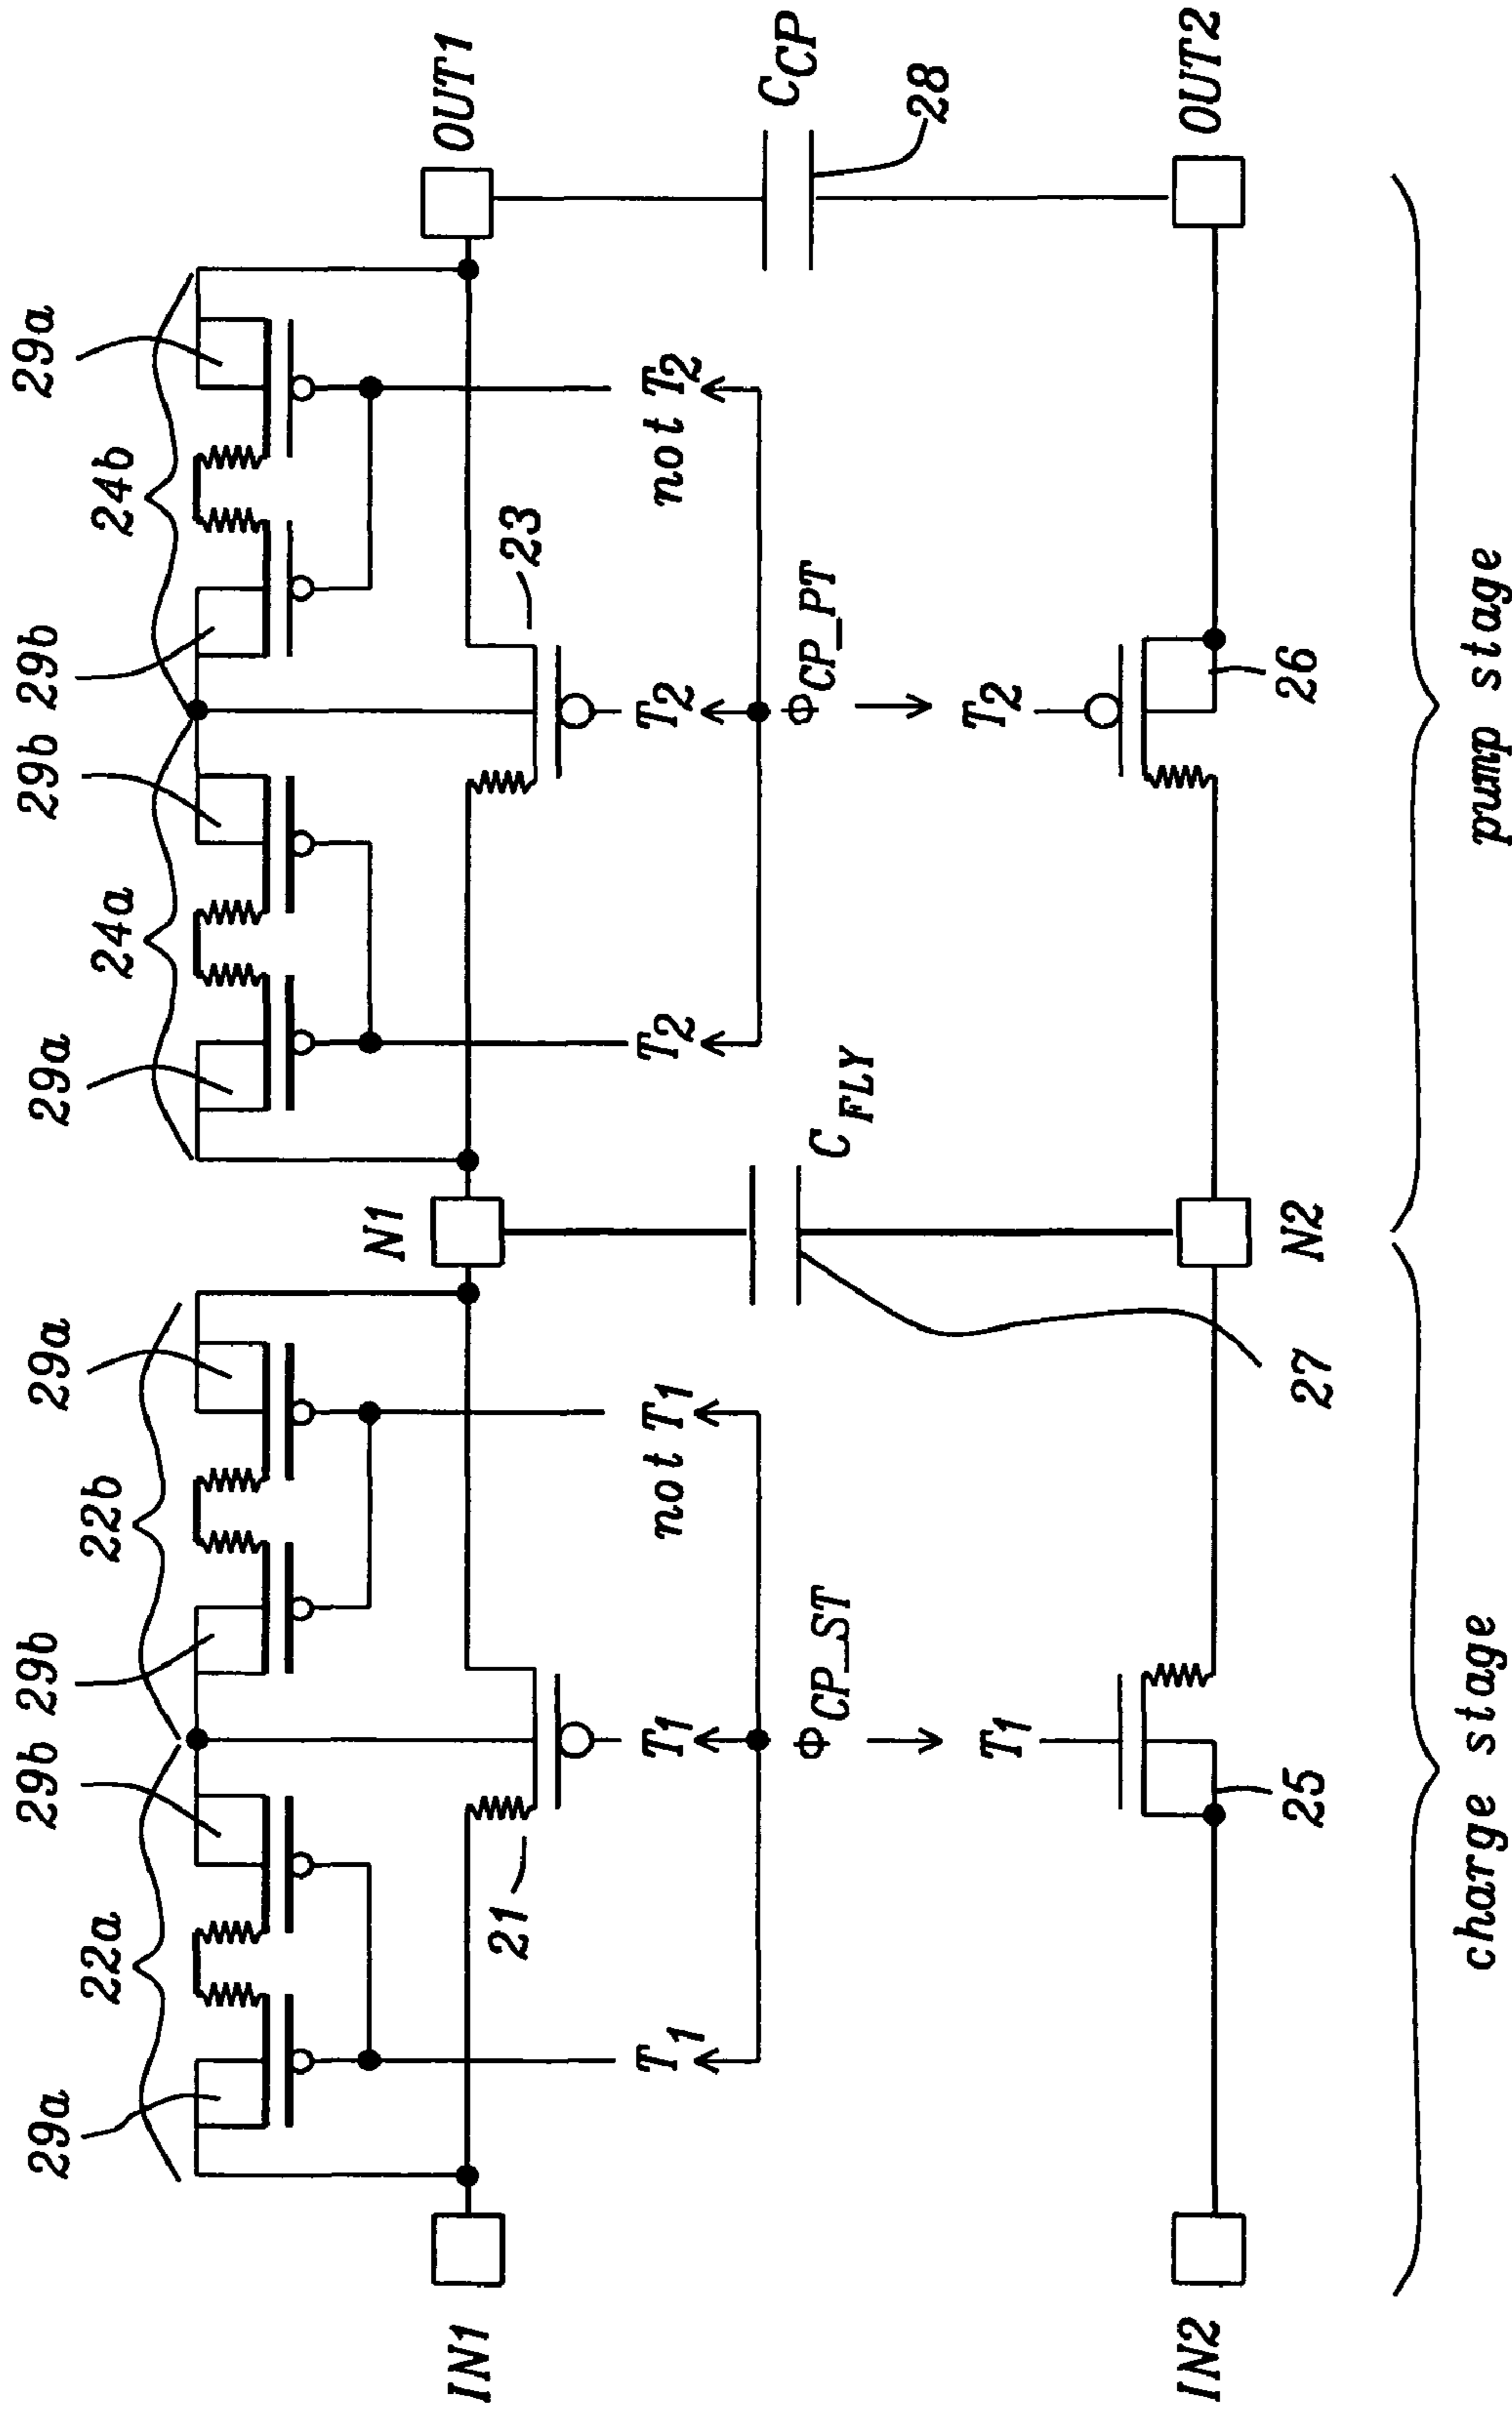 29a
29b
29b
29a
29a
29b
29b
29a
22a
22b
24a
24b
IN1
N1
OUT1
21
23
T1
T1
not T1
T2
T2
not T2
ΦCP_ST
CFLY
ΦCP_PT
CCP
28
T1
T2
IN2
25
N2
27
26
OUT2
charge stage
pump stage